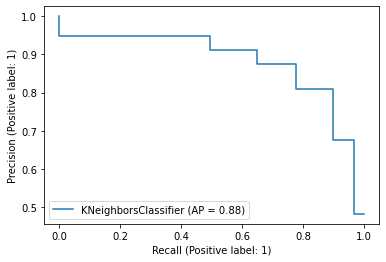 1.0
0.9
0.8
0.7
0.6
0.5
Precision (Positive label: 1)
KNeighborsClassifier (AP = 0.88)
0.0 0.2 0.4 0.6 0.8 1.0
Recall (Positive label: 1)